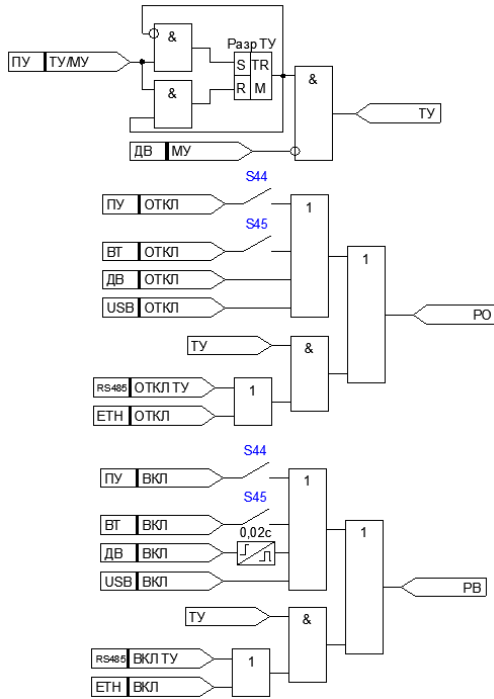 &
Разр ТУ
ПУ ТУ/МУ
S TR
&
R M
&
ТУ
ДВ МУ
S44
ПУ ОТКЛ
1
S45
ВТ ОТКЛ
1
ДВ ОТКЛ
USB ОТКЛ
РО
ТУ
&
RS485 ОТКЛ ТУ
1
ETH ОТКЛ
S44
ПУ ВКЛ
1
S45
ВТ ВКЛ
0,02с
1
ДВ ВКЛ
USB ВКЛ
РВ
ТУ
&
RS485 ВКЛ ТУ
1
ETH ВКЛ